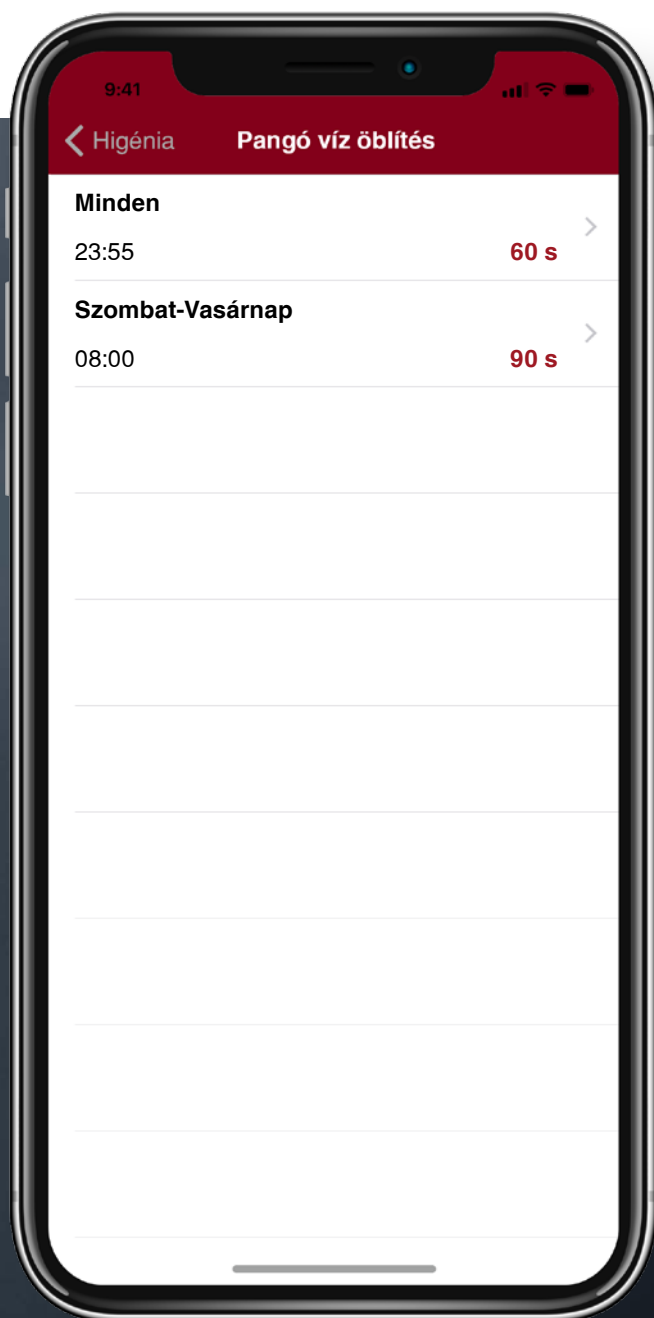 9:41
Higénia Pangó víz öblítés
Minden
23:55 60 s
Szombat-Vasárnap
08:00 90 s